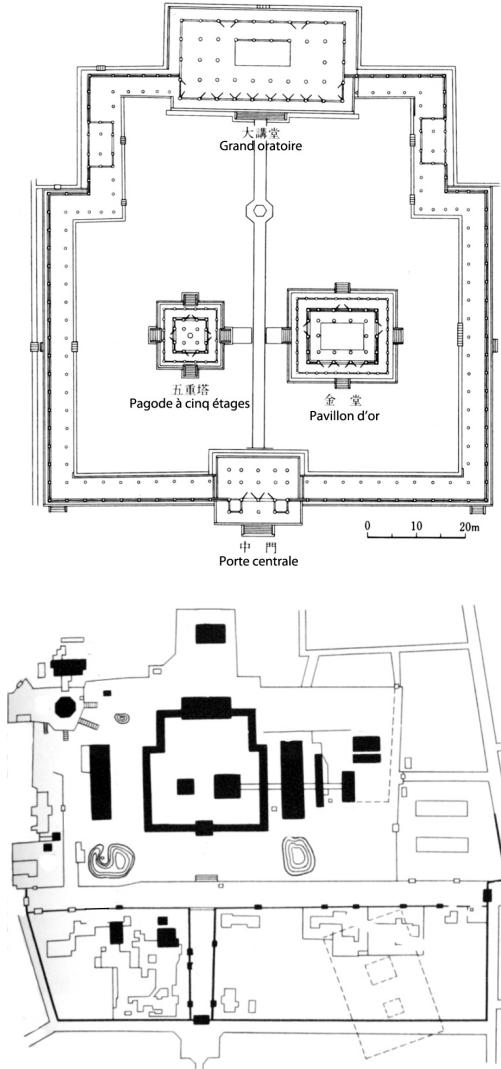 大講堂
Grand oratoire
五重塔
Pagode à cinq étages
金堂
Pavillon d'or
0 10 20m
中門
Porte centrale